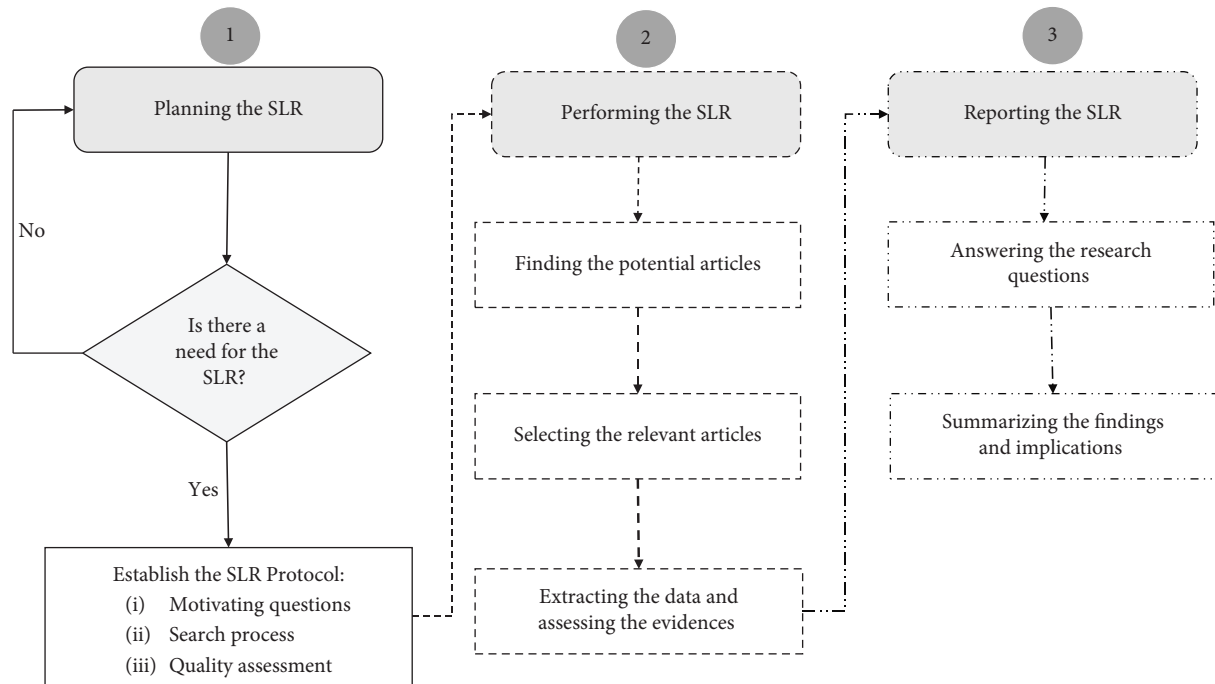 1
Planning the SLR
No
Is there a
need for the
SLR?
Yes
Establish the SLR Protocol:
(i) Motivating questions
(ii) Search process
(iii) Quality assessment
2
Performing the SLR
Finding the potential articles
Selecting the relevant articles
Extracting the data and
assessing the evidences
3
Reporting the SLR
Answering the research
questions
Summarizing the findings
and implications